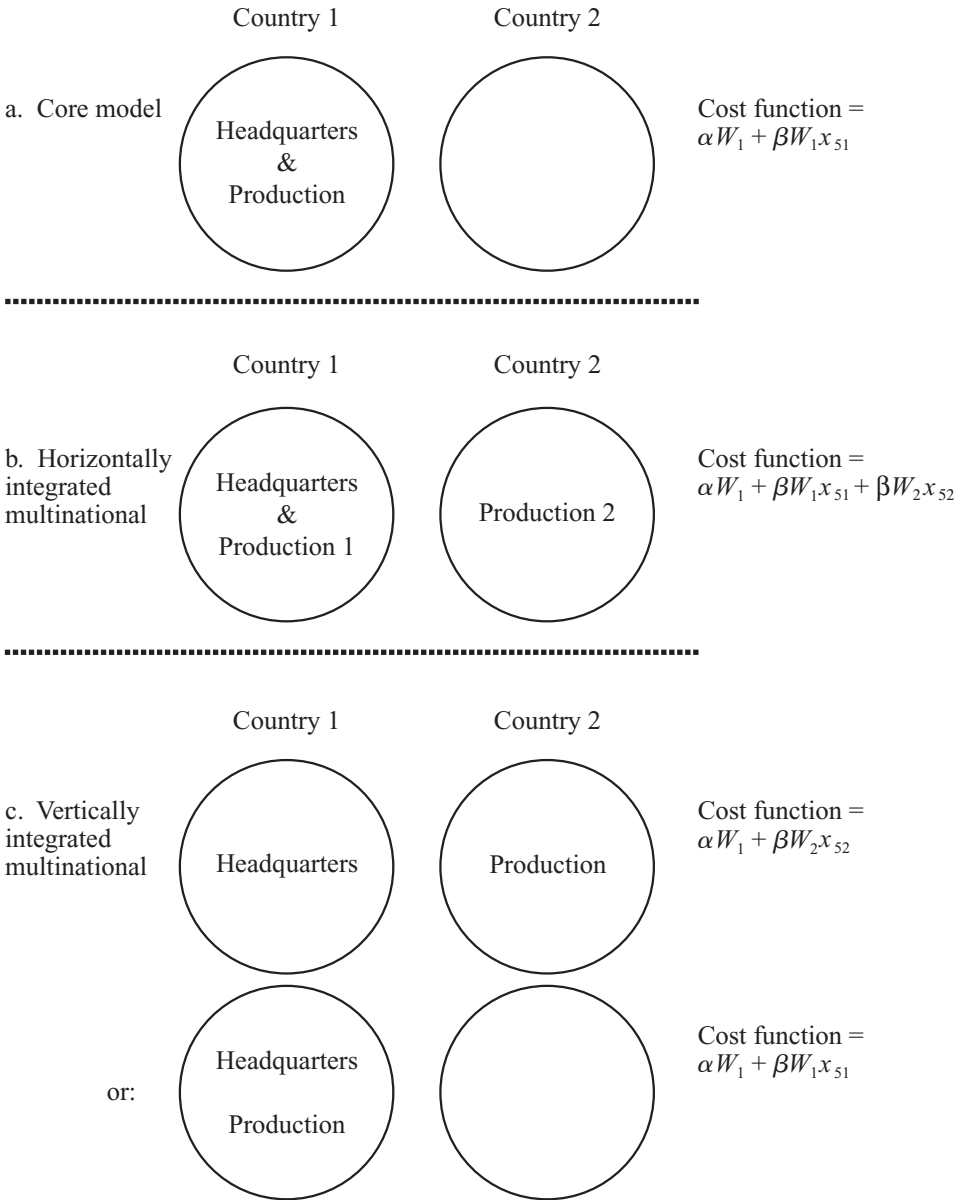 Country 1
Country 2
a. Core model
Headquarters
&
Production
Cost function =
αW₁ + βW₁x₅₁
Country 1
Country 2
b. Horizontally
integrated
multinational
Headquarters
&
Production 1
Production 2
Cost function =
αW₁ + βW₁x₅₁ + βW₂x₅₂
Country 1
Country 2
c. Vertically
integrated
multinational
Headquarters
Production
Cost function =
αW₁ + βW₂x₅₂
or:
Headquarters
Production
Cost function =
αW₁ + βW₁x₅₁